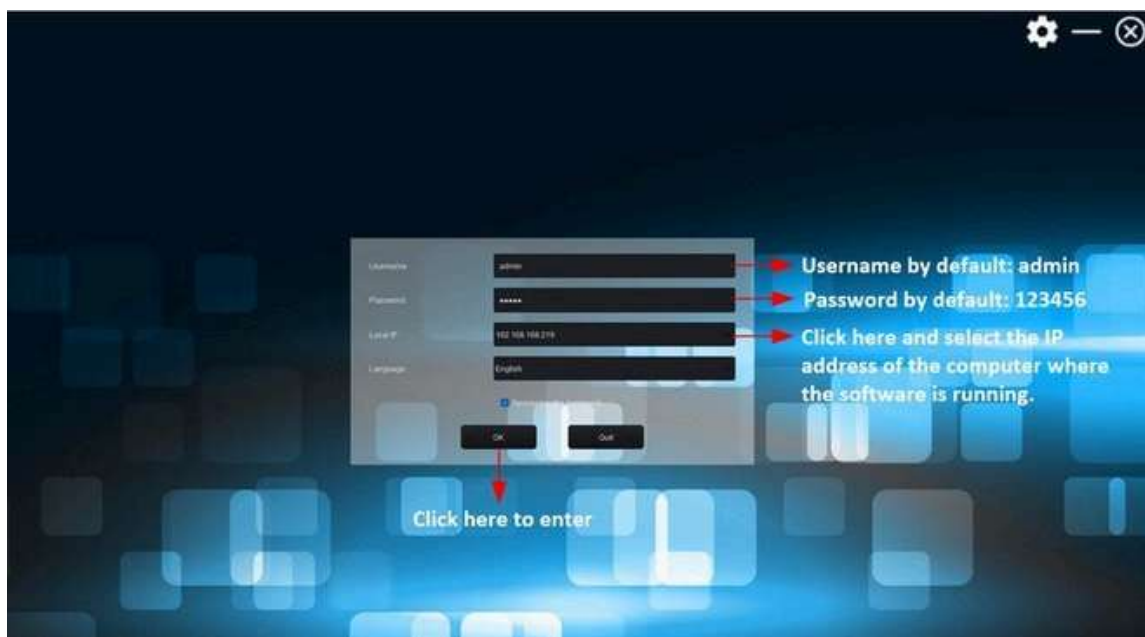 Username
admin
Username by default: admin
Password
Password by default: 123456
Local IP
Click here and select the IP
address of the computer where
the software is running.
Language
English
OK
Quit
Click here to enter